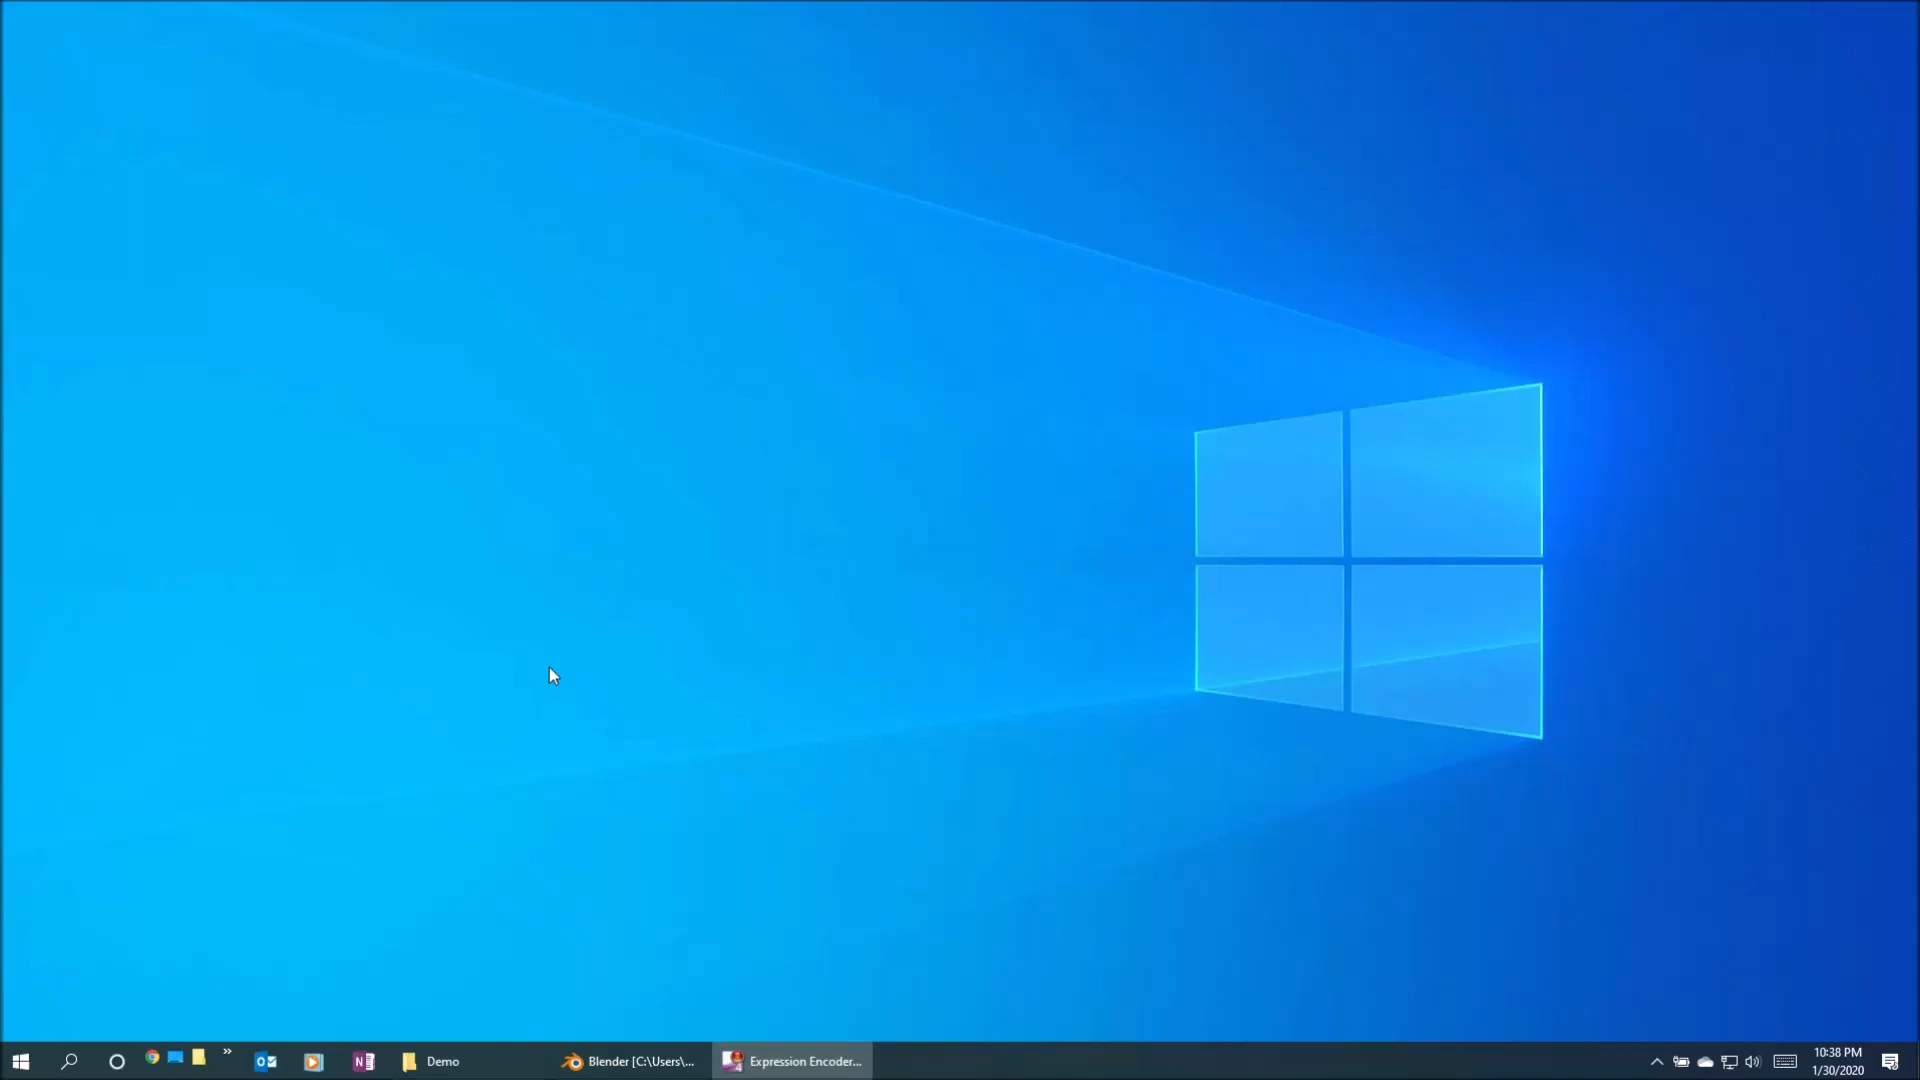 Demo
Blender [C:\Users\...
Expression Encoder...
10:38 PM
1/30/2020